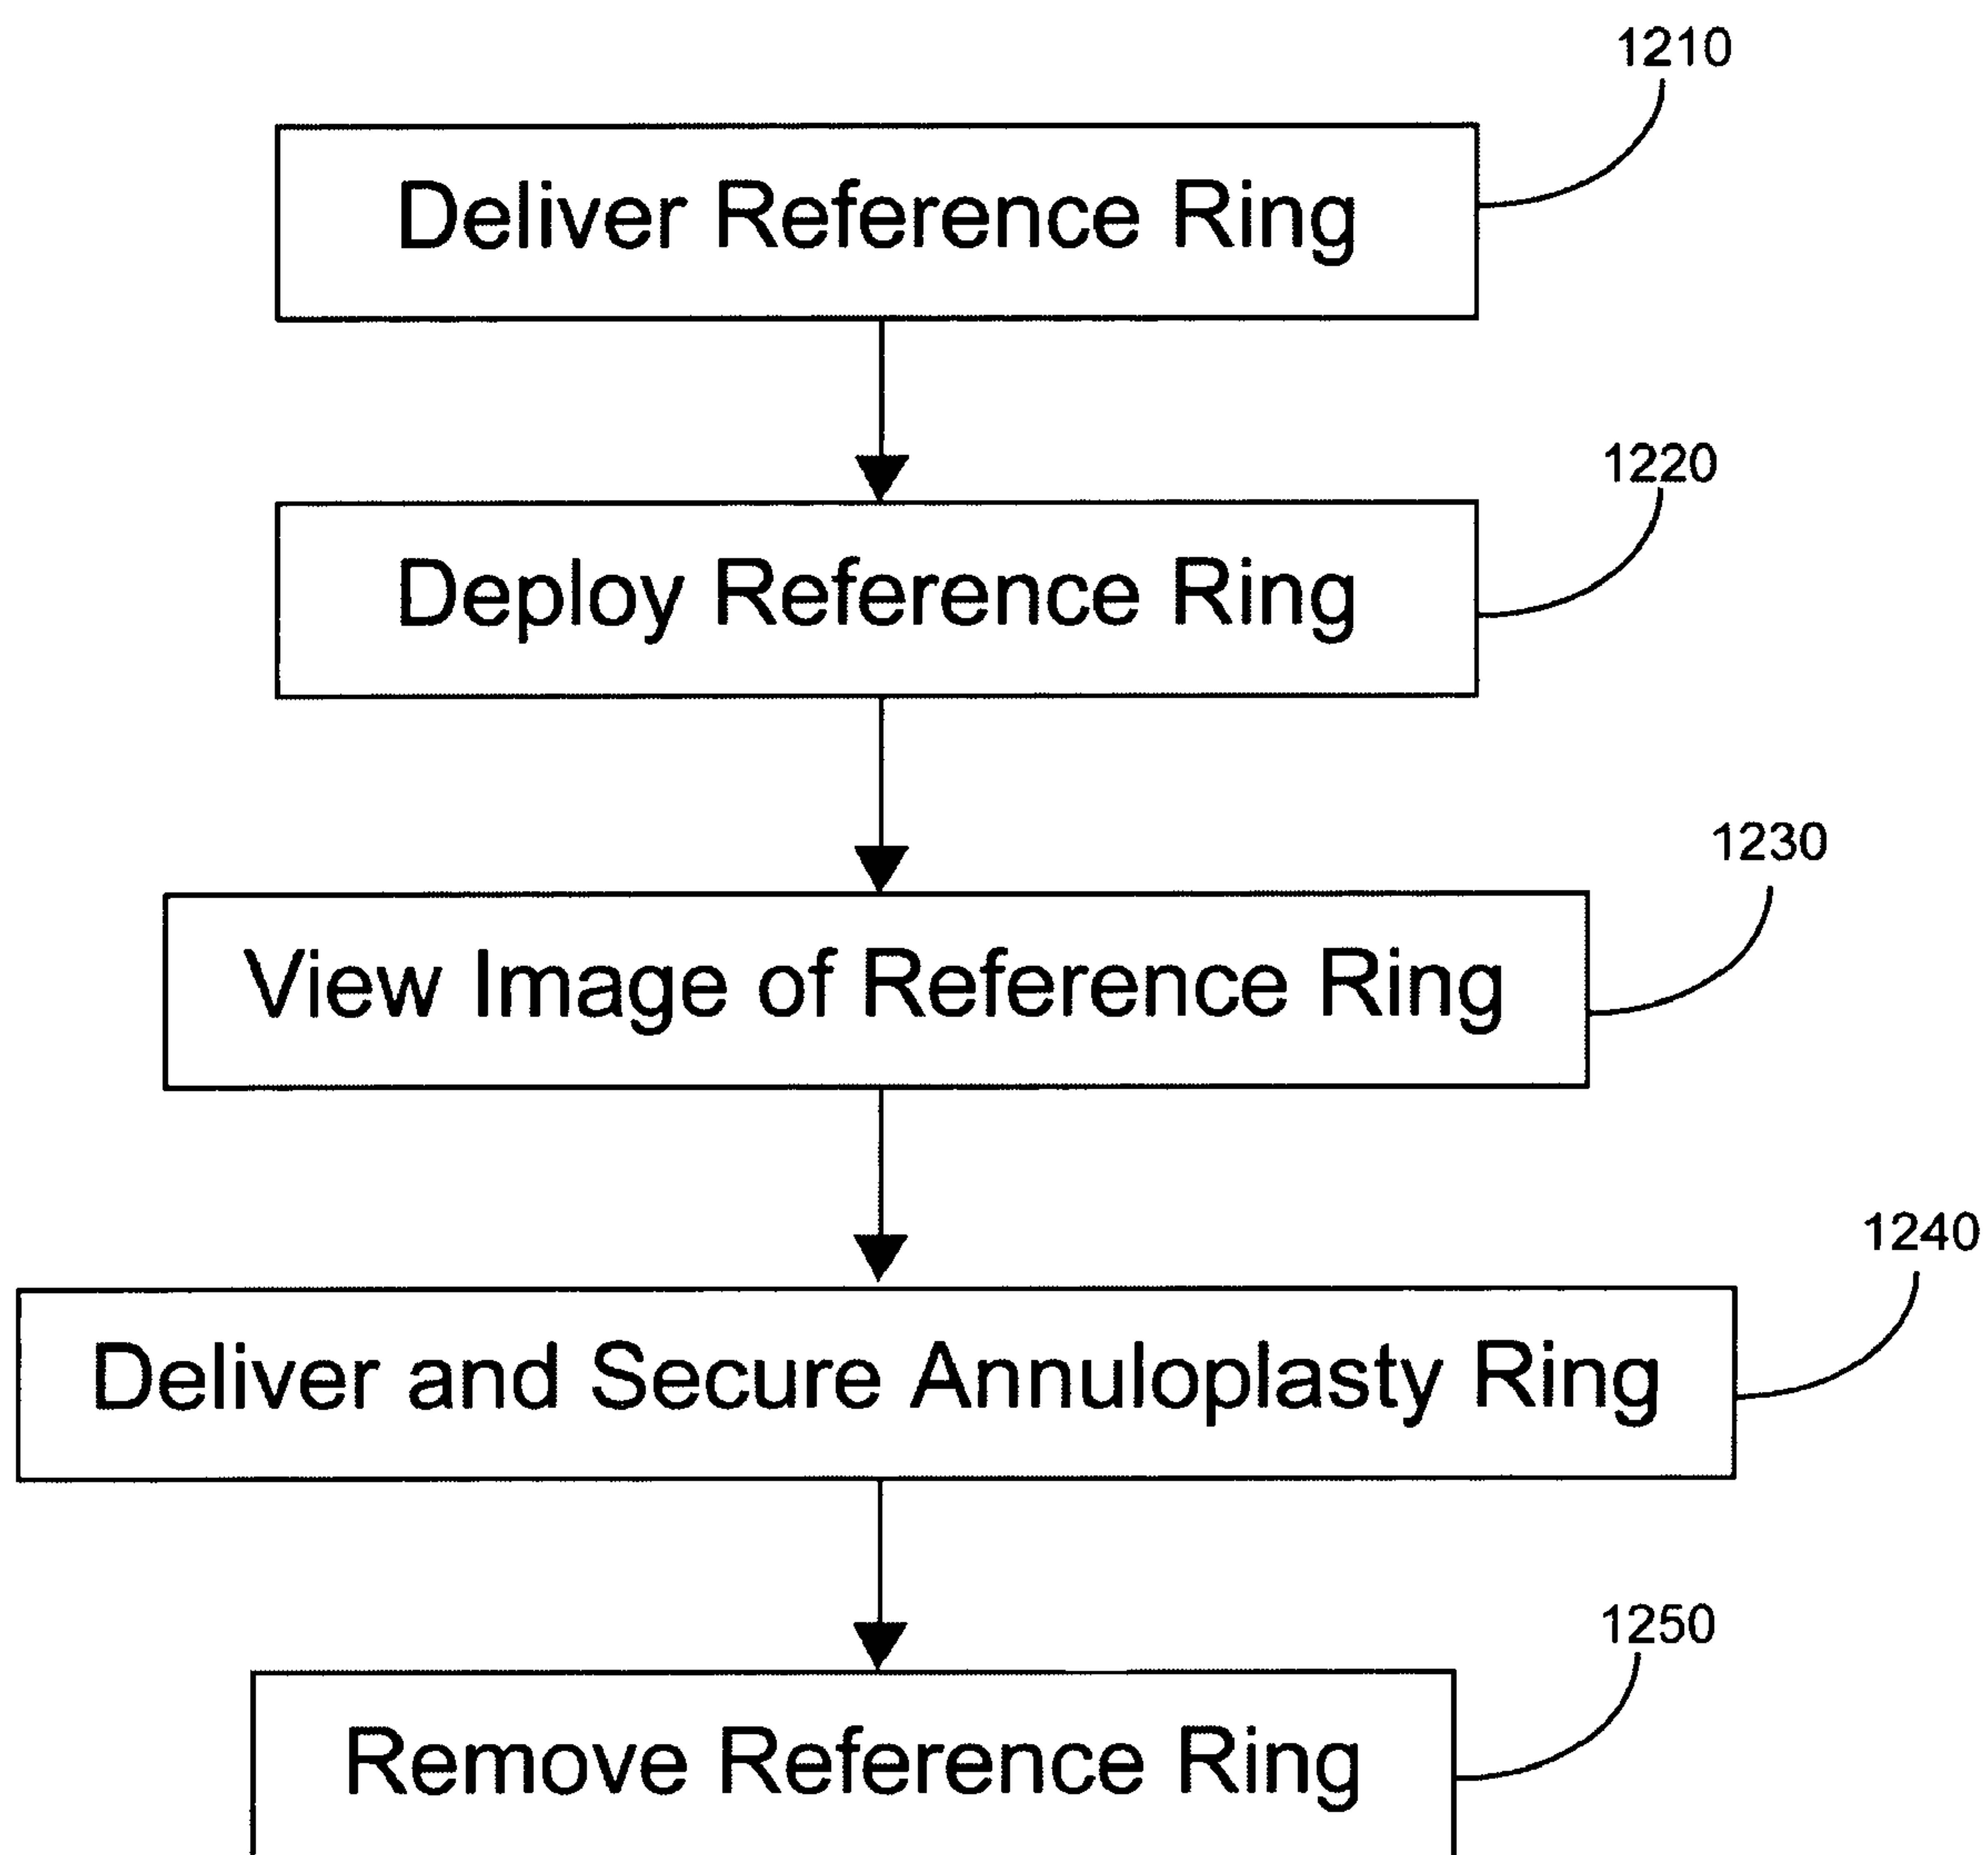 1210
Deliver Reference Ring
1220
Deploy Reference Ring
1230
View Image of Reference Ring
1240
Deliver and Secure Annuloplasty Ring
1250
Remove Reference Ring